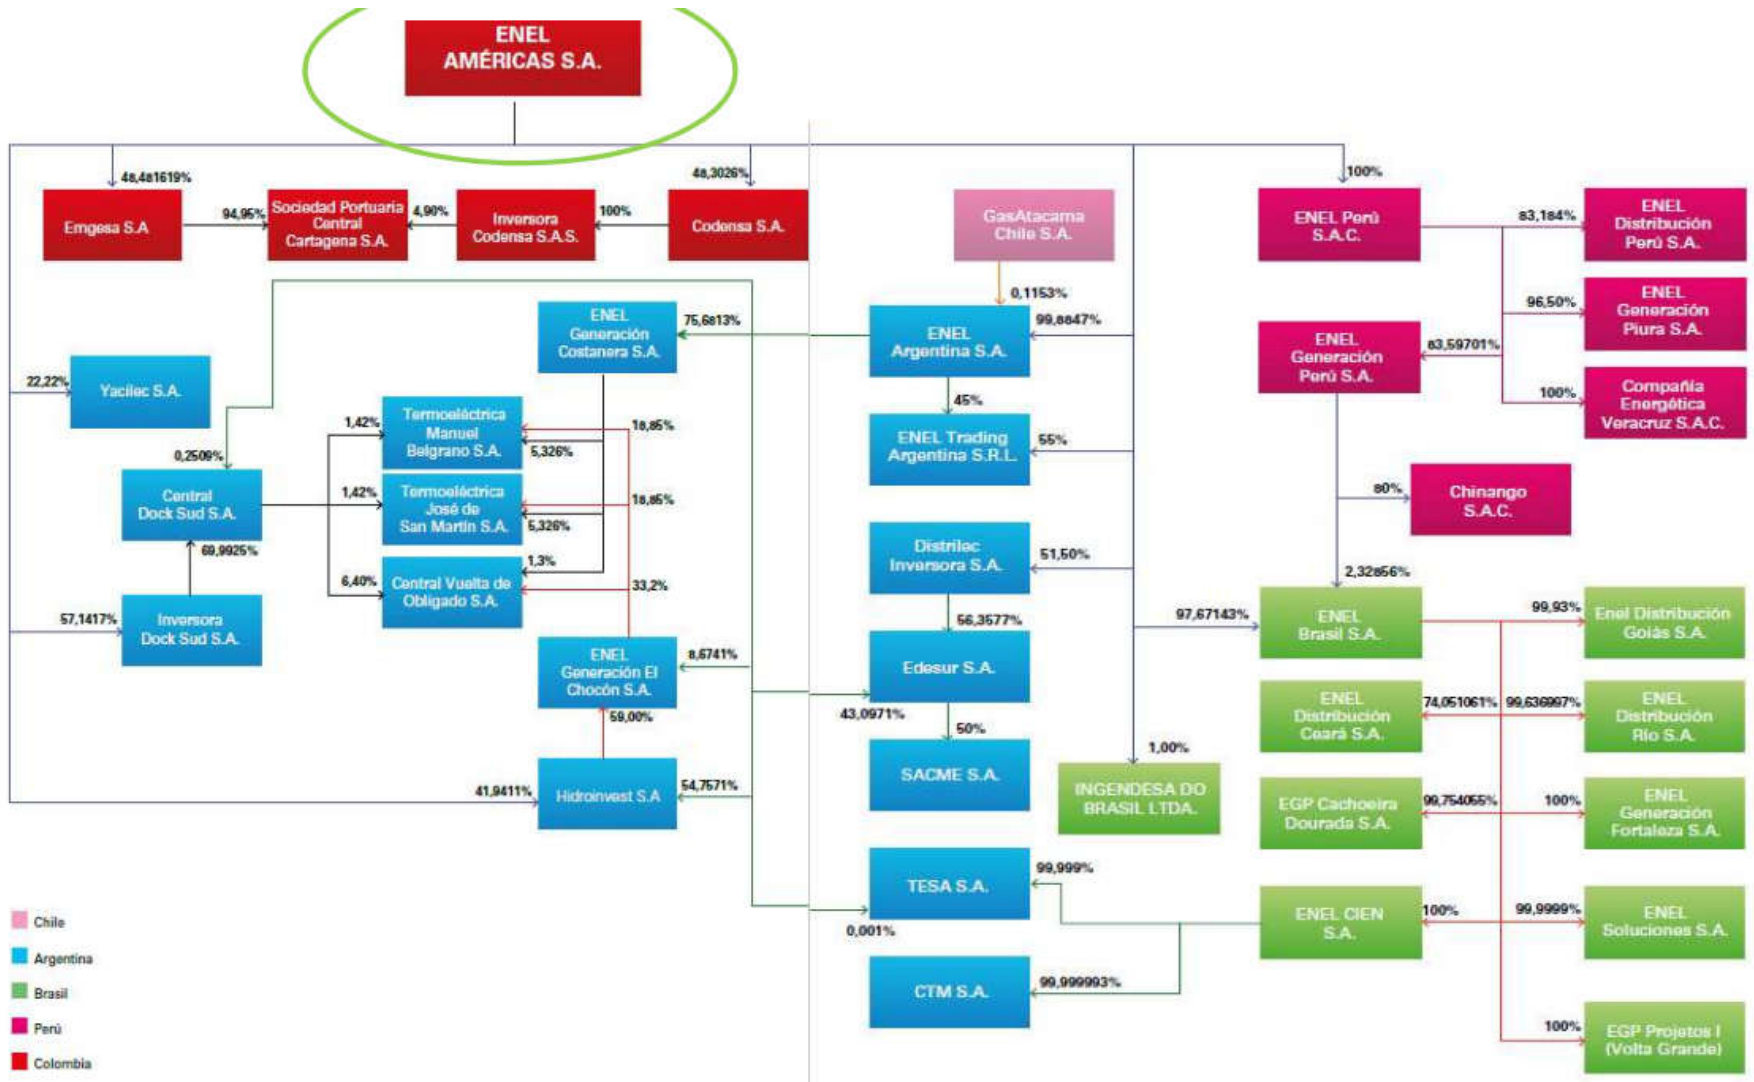 ENEL
AMÉRICAS S.A.
48,481619%
48,3026%
100%
Emgesa S.A
94,95%
Sociedad Portuaria
Central
Cartagena S.A.
4,90%
Inversora
Codensa S.A.S.
100%
Codensa S.A.
GasAtacama
Chile S.A.
ENEL Perú
S.A.C.
83,184%
ENEL
Distribución
Perú S.A.
0,1153%
ENEL
Generación
Costanera S.A.
75,6813%
ENEL
Argentina S.A.
99,8847%
96,50%
ENEL
Generación
Piura S.A.
ENEL
Generación
Perú S.A.
83,59701%
22,22%
Yacilec S.A.
45%
100%
Compañía
Energética
Veracruz S.A.C.
1,42%
Termoeléctrica
Manuel
Belgrano S.A.
18,85%
5,326%
ENEL Trading
Argentina S.R.L.
55%
0,2509%
Central
Dock Sud S.A.
1,42%
Termoeléctrica
José de
San Martín S.A.
18,85%
5,326%
80%
Chinango
S.A.C.
69,9925%
Distrilec
Inversora S.A.
51,50%
6,40%
Central Vuelta de
Obligado S.A.
1,3%
33,2%
2,32856%
57,1417%
Inversora
Dock Sud S.A.
56,3577%
97,67143%
ENEL
Brasil S.A.
99,93%
Enel Distribución
Goiás S.A.
ENEL
Generación El
Chocón S.A.
8,6741%
Edesur S.A.
43,0971%
59,00%
50%
ENEL
Distribución
Ceará S.A.
74,051061%
99,636997%
ENEL
Distribución
Río S.A.
1,00%
41,9411%
Hidroinvest S.A
54,7571%
SACME S.A.
INGENDESA DO
BRASIL LTDA.
EGP Cachoeira
Dourada S.A.
99,754055%
100%
ENEL
Generación
Fortaleza S.A.
TESA S.A.
99,999%
0,001%
ENEL CIEN
S.A.
100%
99,9999%
ENEL
Soluciones S.A.
CTM S.A.
99,999993%
100%
EGP Projetos I
(Volta Grande)
Chile
Argentina
Brasil
Perú
Colombia